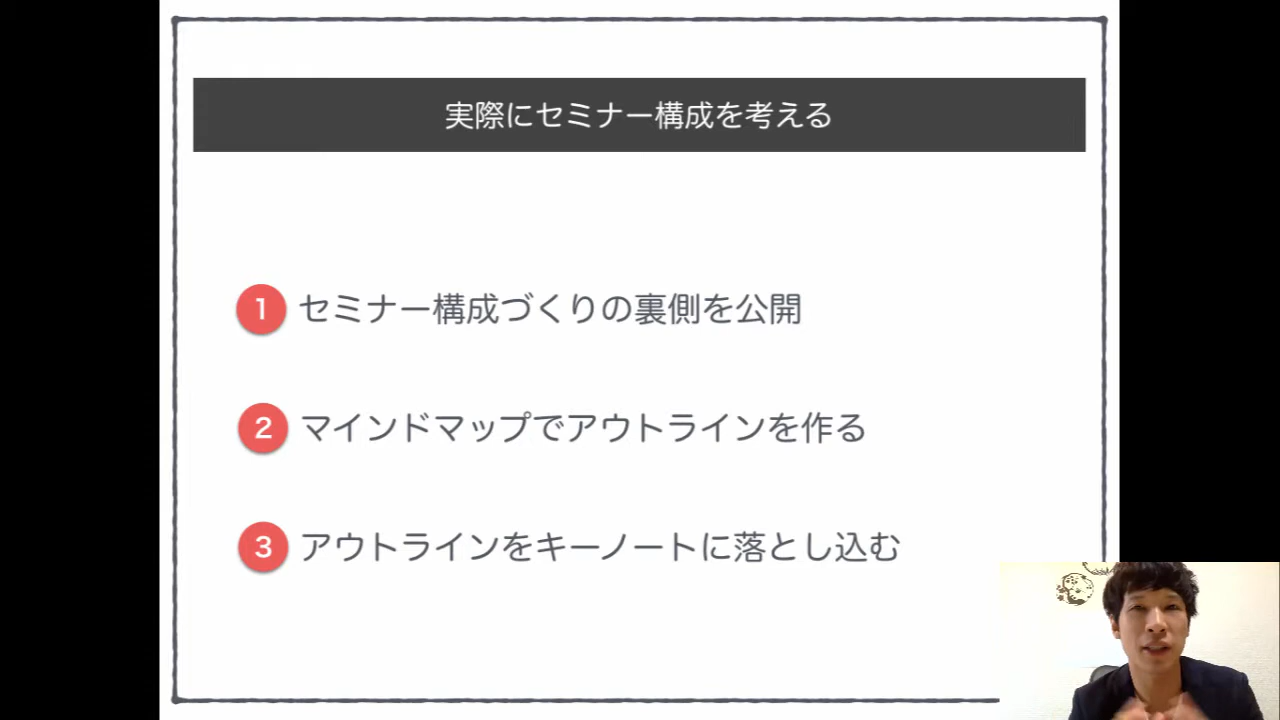 実際にセミナー構成を考える
1 セミナー構成づくりの裏側を公開
2 マインドマップでアウトラインを作る
3 アウトラインをキーノートに落とし込む